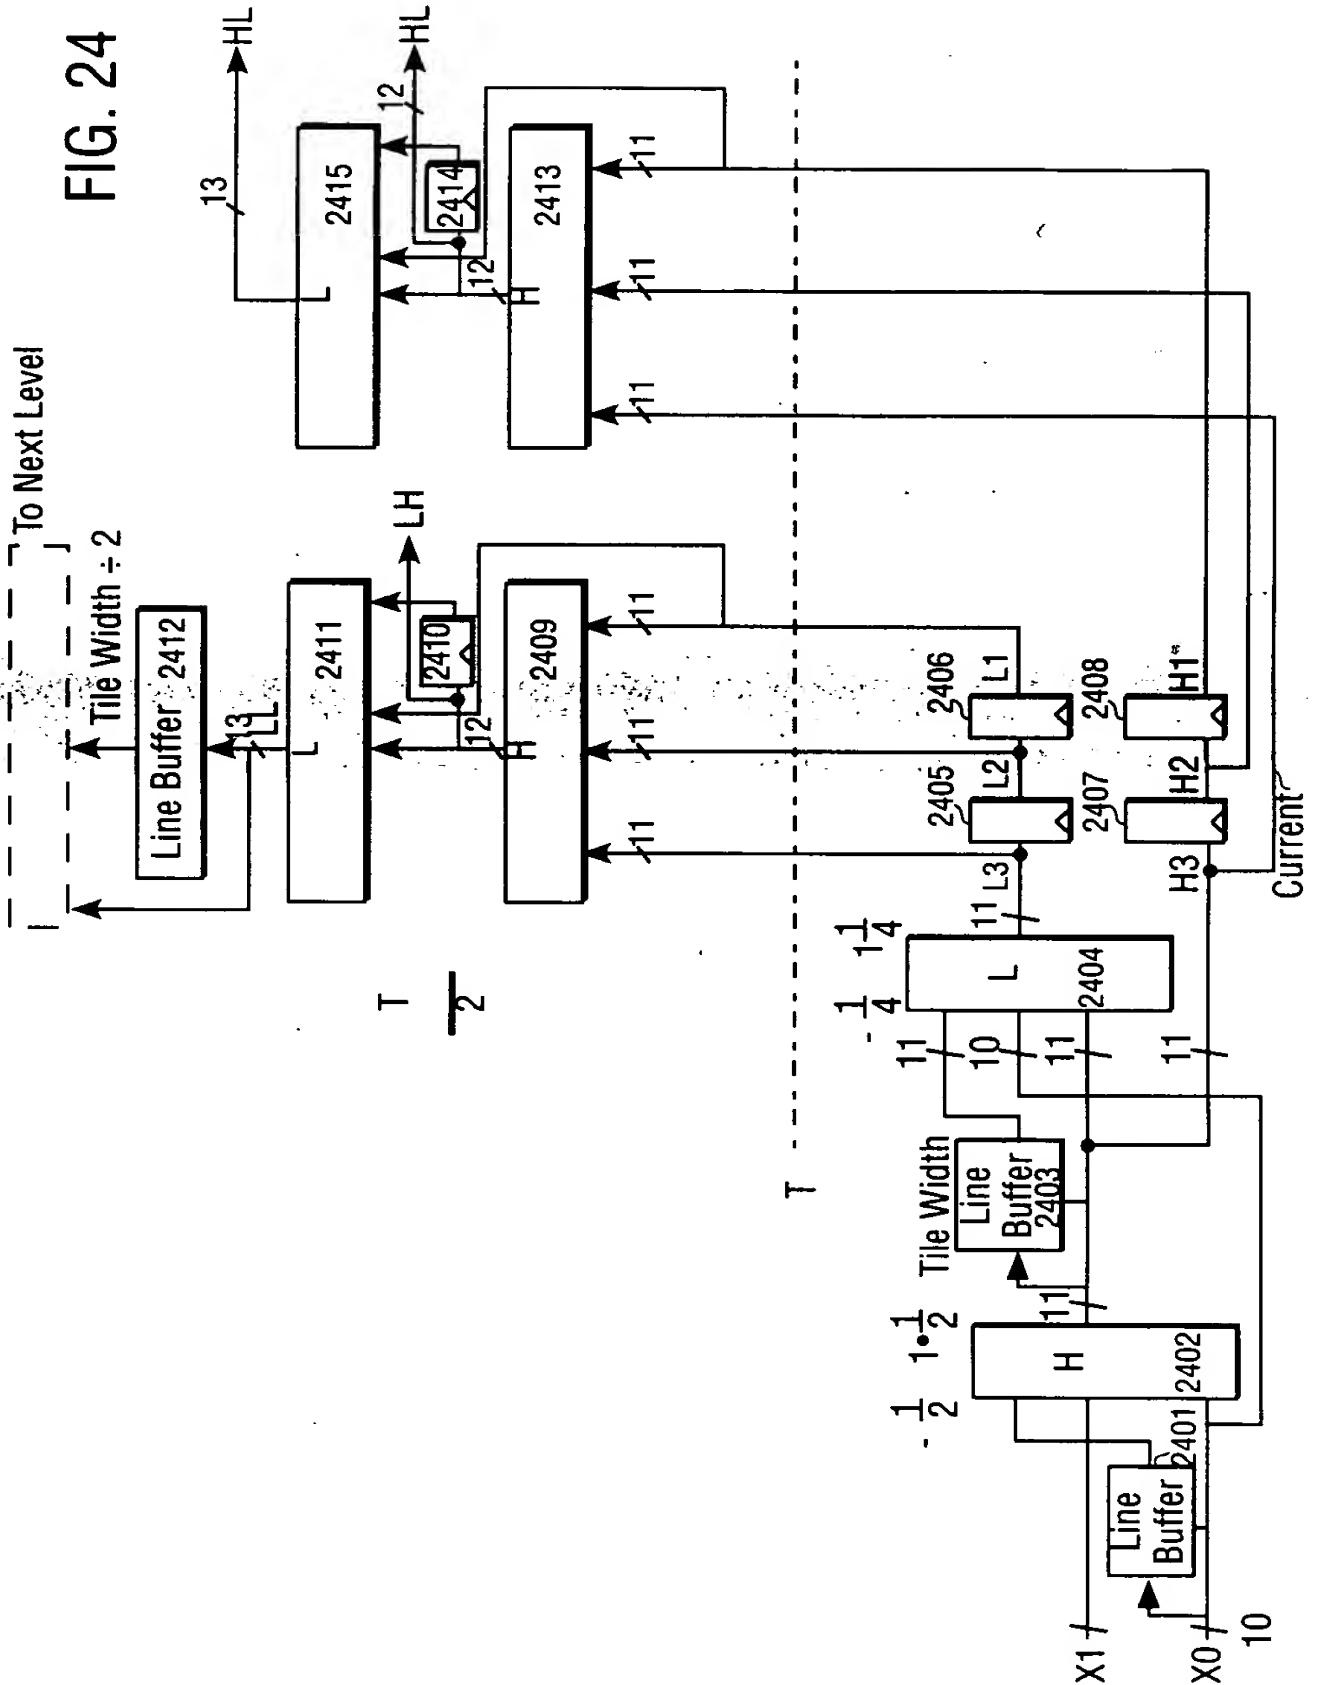 FIG. 24
To Next Level
Tile Width ÷ 2
Line Buffer 2412
13
LL
L
2411
LH
2410
12
H
2409
11
11
11
13
HL
L
2415
12
HL
2414
12
H
2413
11
11
11
T
2
T
X1
X0
10
Line
Buffer
2401
- 1/2
1•1/2
H
2402
11
Tile Width
Line
Buffer
2403
11
10
11
11
- 1/4
1 1/4
L
2404
11
L3
2405
L2
2406
L1
H3
2407
H2
2408
H1*
Current